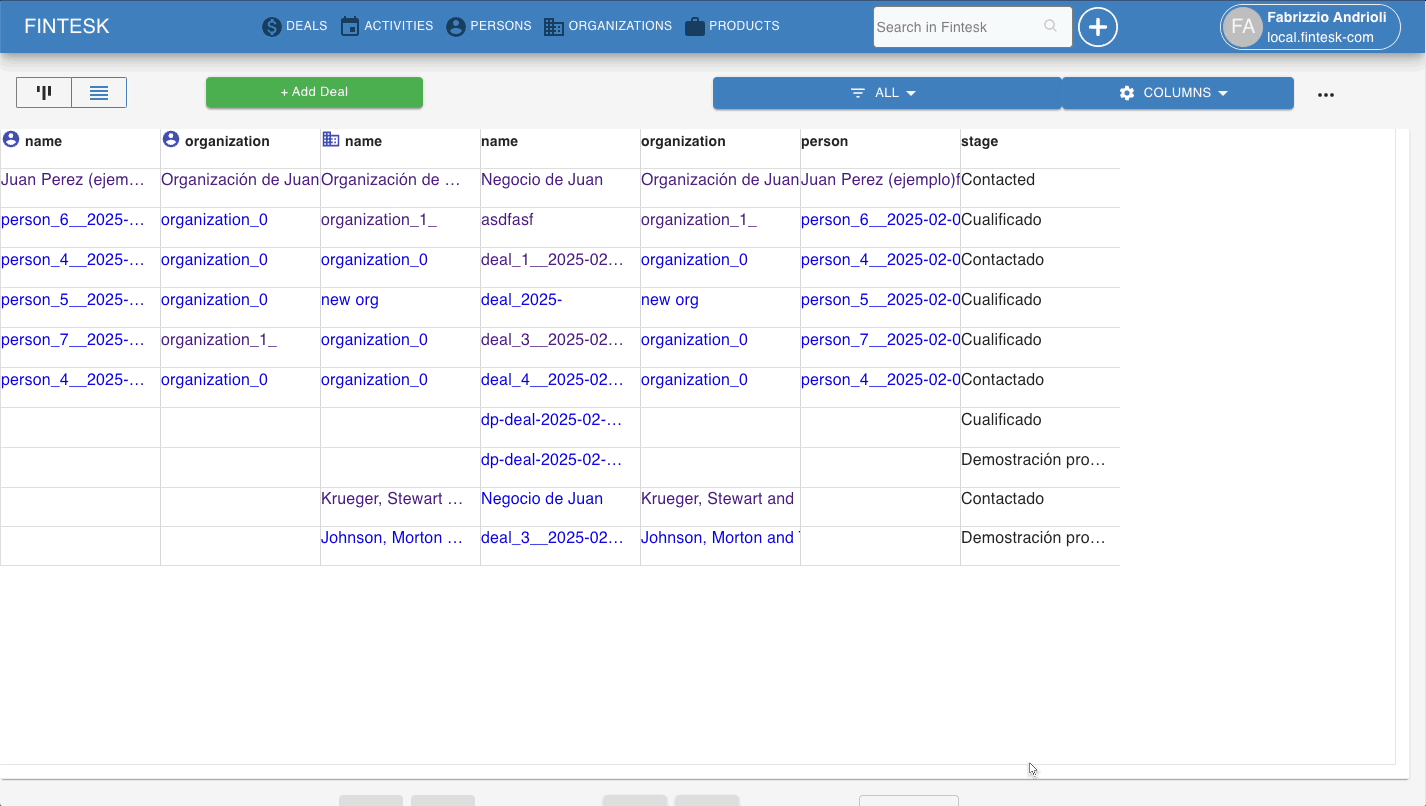 FINTESK DEALS ACTIVITIES PERSONS ORGANIZATIONS PRODUCTS Search in Fintesk FA Fabrizzio Andrioli
local.fintesk-com
+ Add Deal ALL COLUMNS
name organization name name organization person stage
Juan Perez (ejem... Organización de Juan Organización de ... Negocio de Juan Organización de Juan Juan Perez (ejemplo)f Contacted
person_6__2025-... organization_0 organization_1_ asdfasf organization_1_ person_6__2025-02-0 Cualificado
person_4__2025-... organization_0 organization_0 deal_1__2025-02... organization_0 person_4__2025-02-0 Contactado
person_5__2025-... organization_0 new org deal_2025- new org person_5__2025-02-0 Cualificado
person_7__2025-... organization_1_ organization_0 deal_3__2025-02... organization_0 person_7__2025-02-0 Cualificado
person_4__2025-... organization_0 organization_0 deal_4__2025-02... organization_0 person_4__2025-02-0 Contactado
dp-deal-2025-02-... Cualificado
dp-deal-2025-02-... Demostración pro...
Krueger, Stewart ... Negocio de Juan Krueger, Stewart and Contactado
Johnson, Morton ... deal_3__2025-02... Johnson, Morton and Demostración pro...